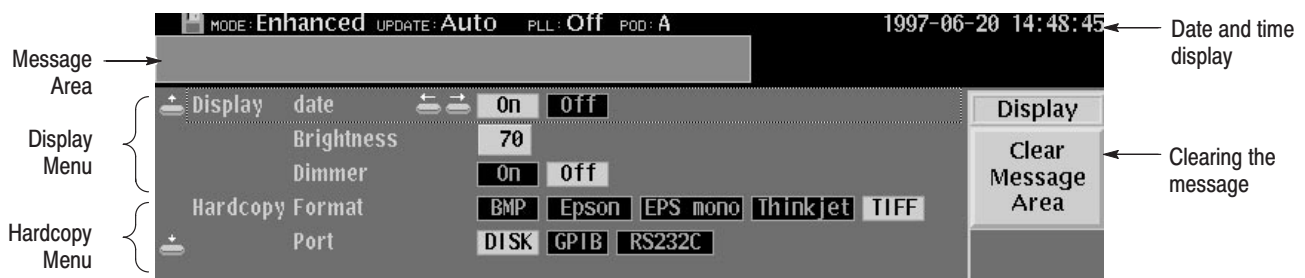 MODE:Enhanced UPDATE:Auto PLL:Off POD:A 1997-06-20 14:48:45
Date and time
display
Message
Area
Display date On Off
Display
Display
Menu
Brightness 70
Dimmer On Off
Clear
Message
Area
Clearing the
message
Hardcopy Format BMP Epson EPS mono Thinkjet TIFF
Hardcopy
Menu
Port DISK GPIB RS232C